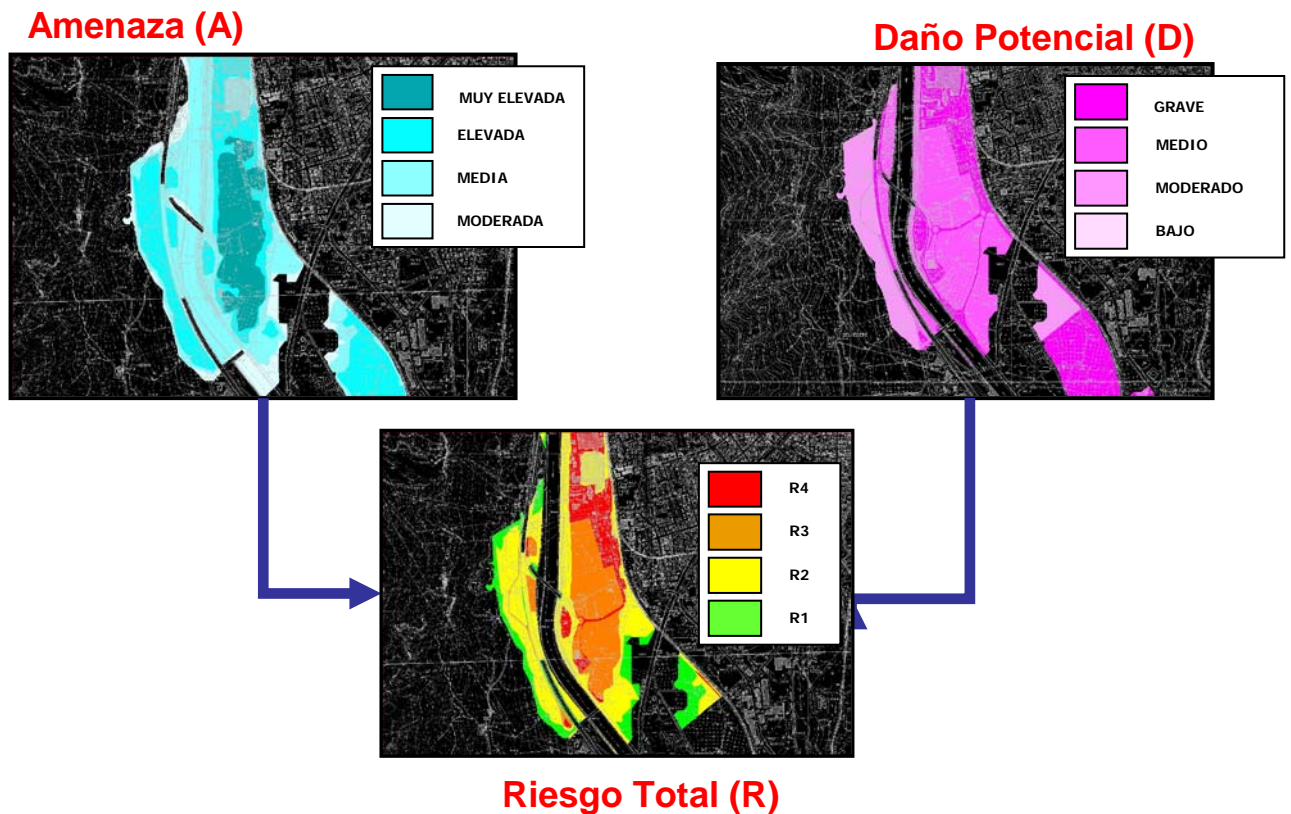 Amenaza (A)
MUY ELEVADA
ELEVADA
MEDIA
MODERADA
Daño Potencial (D)
GRAVE
MEDIO
MODERADO
BAJO
R4
R3
R2
R1
Riesgo Total (R)